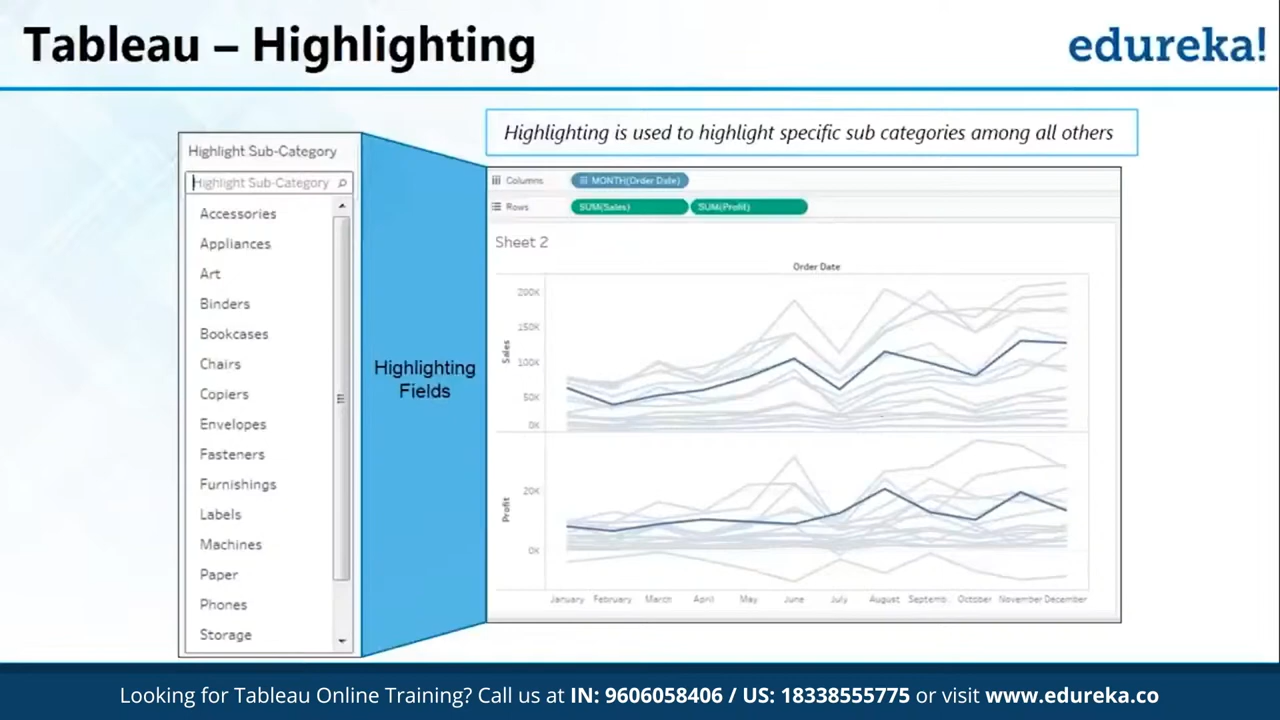 Tableau – Highlighting
edureka!
Highlighting is used to highlight specific sub categories among all others
Highlight Sub-Category
Highlight Sub-Category
Accessories
Appliances
Art
Binders
Bookcases
Chairs
Copiers
Envelopes
Fasteners
Furnishings
Labels
Machines
Paper
Phones
Storage
Highlighting
Fields
Columns MONTH(Order Date)
Rows SUM(Sales) SUM(Profit)
Sheet 2
Order Date
200K
150K
100K
50K
0K
Sales
20K
0K
Profit
January February March April May June July August Septemb.. October November December
Looking for Tableau Online Training? Call us at IN: 9606058406 / US: 18338555775 or visit www.edureka.co